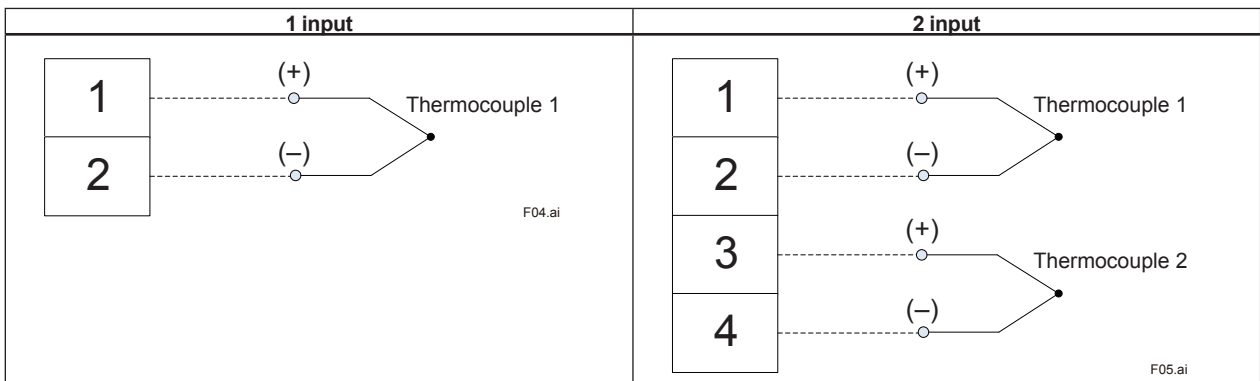 1 input
2 input
1
(+)
Thermocouple 1
2
(–)
F04.ai
1
(+)
Thermocouple 1
2
(–)
3
(+)
Thermocouple 2
4
(–)
F05.ai